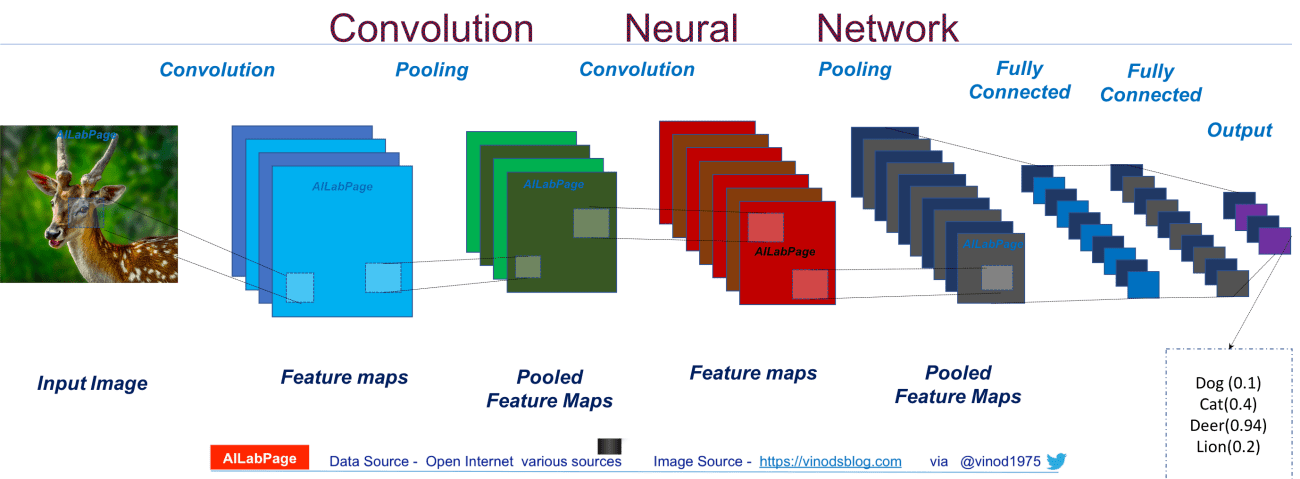 Convolution Neural Network
Convolution
Pooling
Convolution
Pooling
Fully
Connected
Fully
Connected
Output
AILabPage
AILabPage
AILabPage
AILabPage
AILabPage
Input Image
Feature maps
Pooled
Feature Maps
Feature maps
Pooled
Feature Maps
Dog (0.1)
Cat(0.4)
Deer(0.94)
Lion(0.2)
AILabPage
Data Source - Open Internet various sources
Image Source - https://vinodsblog.com via @vinod1975